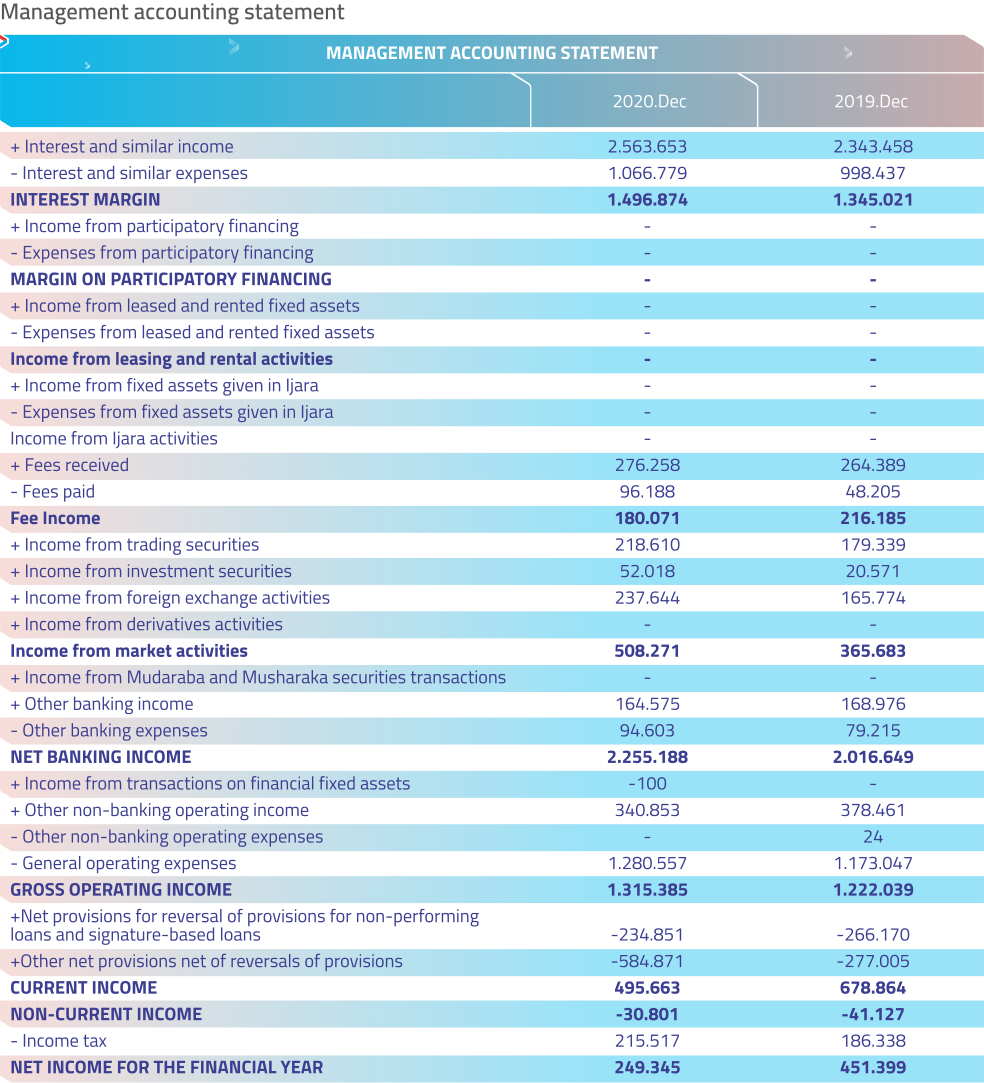 Management accounting statement
MANAGEMENT ACCOUNTING STATEMENT
2020.Dec 2019.Dec
+ Interest and similar income 2.563.653 2.343.458
- Interest and similar expenses 1.066.779 998.437
INTEREST MARGIN 1.496.874 1.345.021
+ Income from participatory financing - -
- Expenses from participatory financing - -
MARGIN ON PARTICIPATORY FINANCING - -
+ Income from leased and rented fixed assets - -
- Expenses from leased and rented fixed assets - -
Income from leasing and rental activities - -
+ Income from fixed assets given in Ijara - -
- Expenses from fixed assets given in Ijara - -
Income from Ijara activities - -
+ Fees received 276.258 264.389
- Fees paid 96.188 48.205
Fee Income 180.071 216.185
+ Income from trading securities 218.610 179.339
+ Income from investment securities 52.018 20.571
+ Income from foreign exchange activities 237.644 165.774
+ Income from derivatives activities - -
Income from market activities 508.271 365.683
+ Income from Mudaraba and Musharaka securities transactions - -
+ Other banking income 164.575 168.976
- Other banking expenses 94.603 79.215
NET BANKING INCOME 2.255.188 2.016.649
+ Income from transactions on financial fixed assets -100 -
+ Other non-banking operating income 340.853 378.461
- Other non-banking operating expenses - 24
- General operating expenses 1.280.557 1.173.047
GROSS OPERATING INCOME 1.315.385 1.222.039
+Net provisions for reversal of provisions for non-performing
loans and signature-based loans -234.851 -266.170
+Other net provisions net of reversals of provisions -584.871 -277.005
CURRENT INCOME 495.663 678.864
NON-CURRENT INCOME -30.801 -41.127
- Income tax 215.517 186.338
NET INCOME FOR THE FINANCIAL YEAR 249.345 451.399